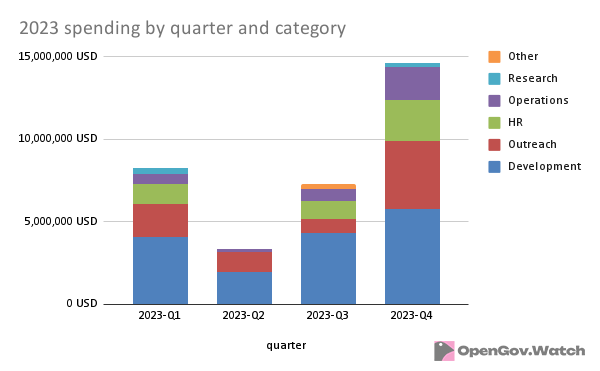 2023 spending by quarter and category
15,000,000 USD
10,000,000 USD
5,000,000 USD
0 USD
2023-Q1
2023-Q2
2023-Q3
2023-Q4
quarter
Other
Research
Operations
HR
Outreach
Development
OpenGov.Watch